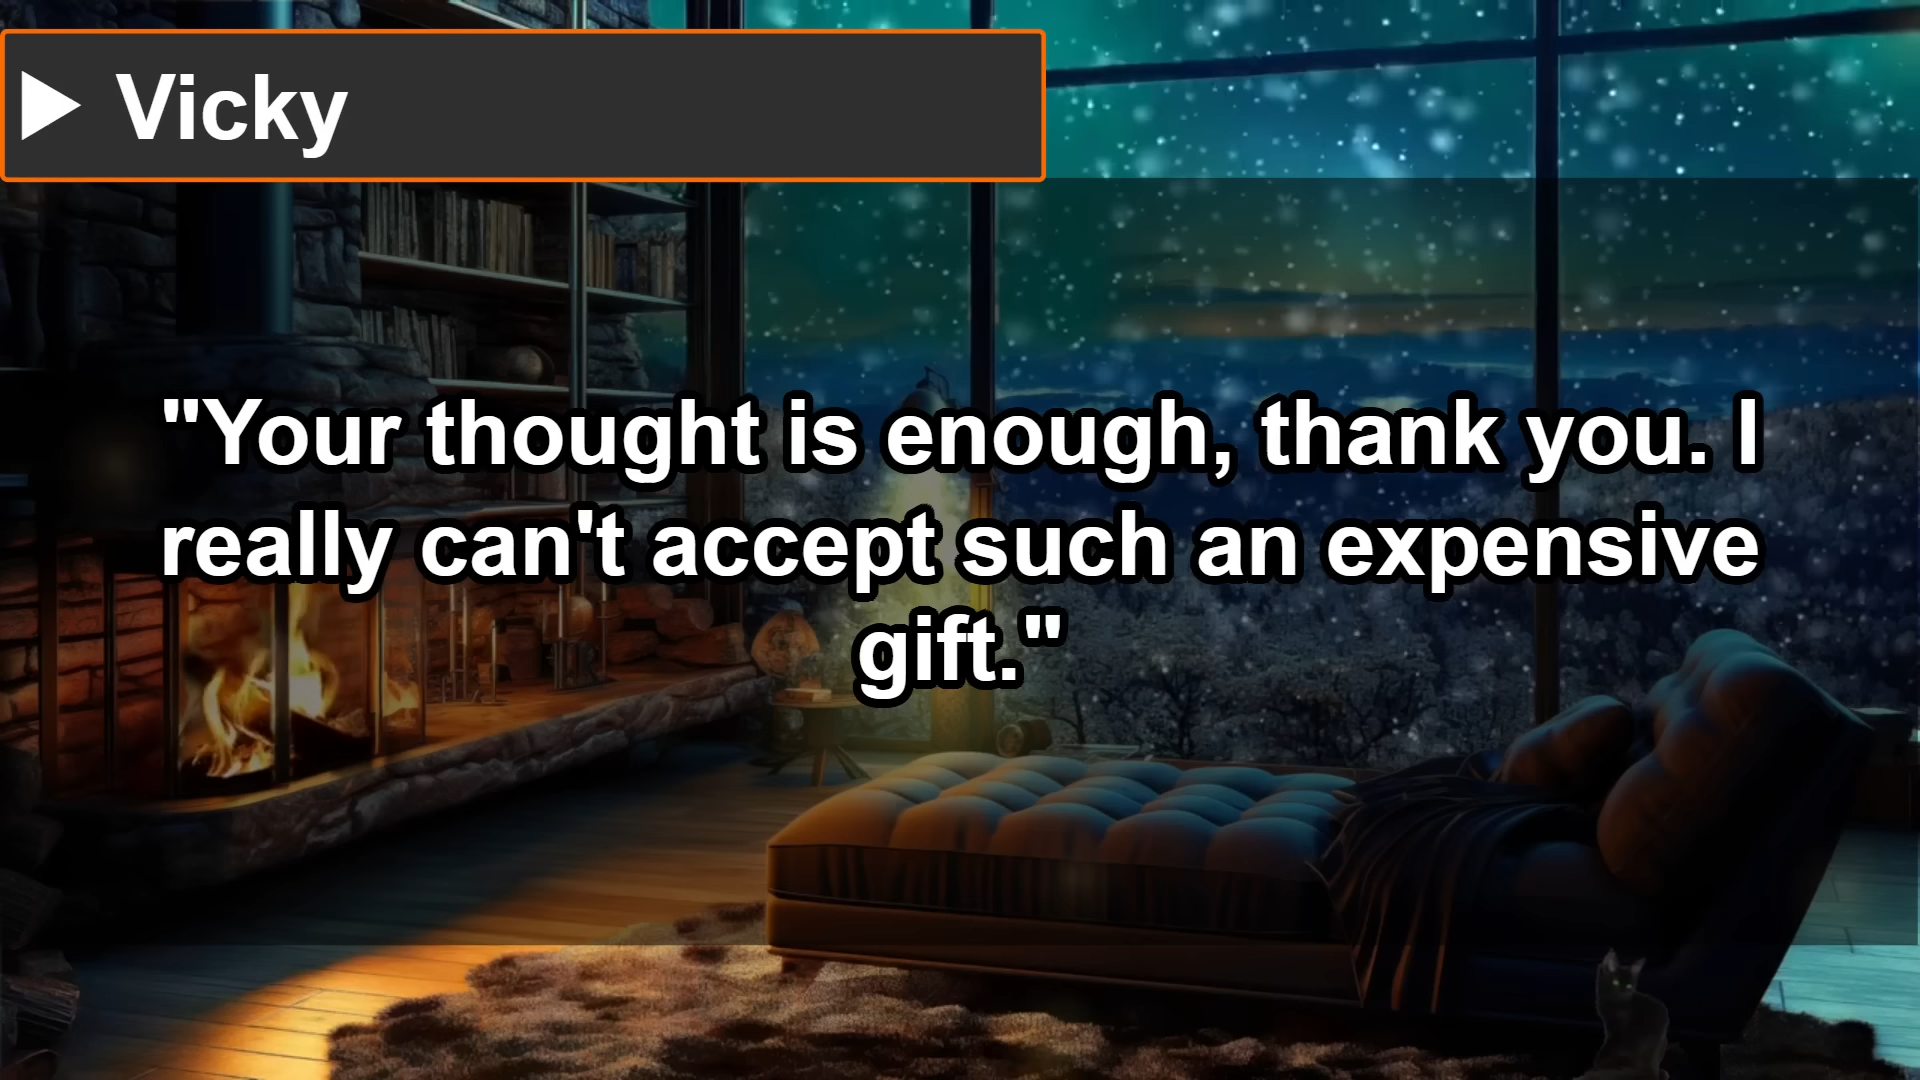 Vicky
"Your thought is enough, thank you. I
really can't accept such an expensive
gift."